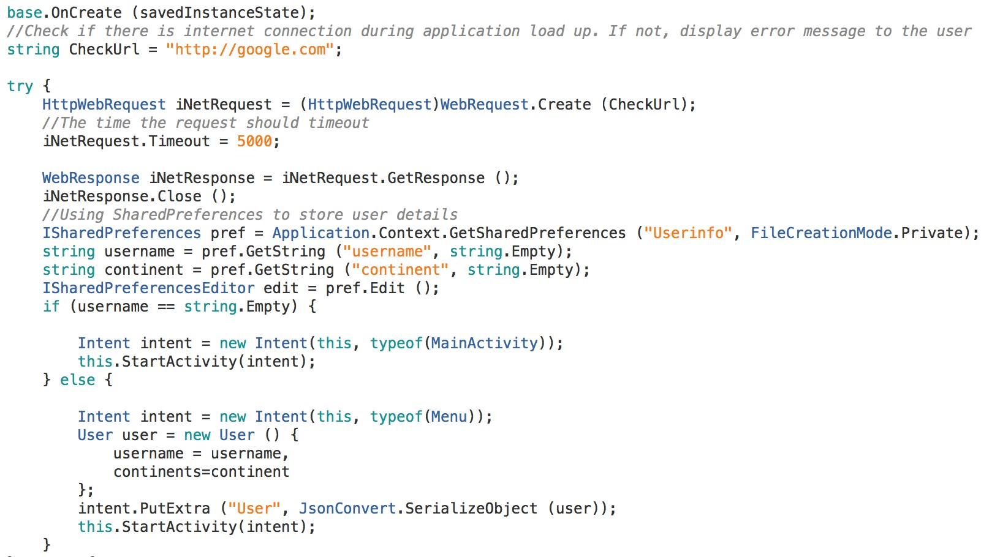 base.OnCreate (savedInstanceState);
//Check if there is internet connection during application load up. If not, display error message to the user
string CheckUrl = "http://google.com";
try {
HttpWebRequest iNetRequest = (HttpWebRequest)WebRequest.Create (CheckUrl);
//The time the request should timeout
iNetRequest.Timeout = 5000;
WebResponse iNetResponse = iNetRequest.GetResponse ();
iNetResponse.Close ();
//Using SharedPreferences to store user details
ISharedPreferences pref = Application.Context.GetSharedPreferences ("Userinfo", FileCreationMode.Private);
string username = pref.GetString ("username", string.Empty);
string continent = pref.GetString ("continent", string.Empty);
ISharedPreferencesEditor edit = pref.Edit ();
if (username == string.Empty) {
Intent intent = new Intent(this, typeof(MainActivity));
this.StartActivity(intent);
} else {
Intent intent = new Intent(this, typeof(Menu));
User user = new User () {
username = username,
continents=continent
};
intent.PutExtra ("User", JsonConvert.SerializeObject (user));
this.StartActivity(intent);
}